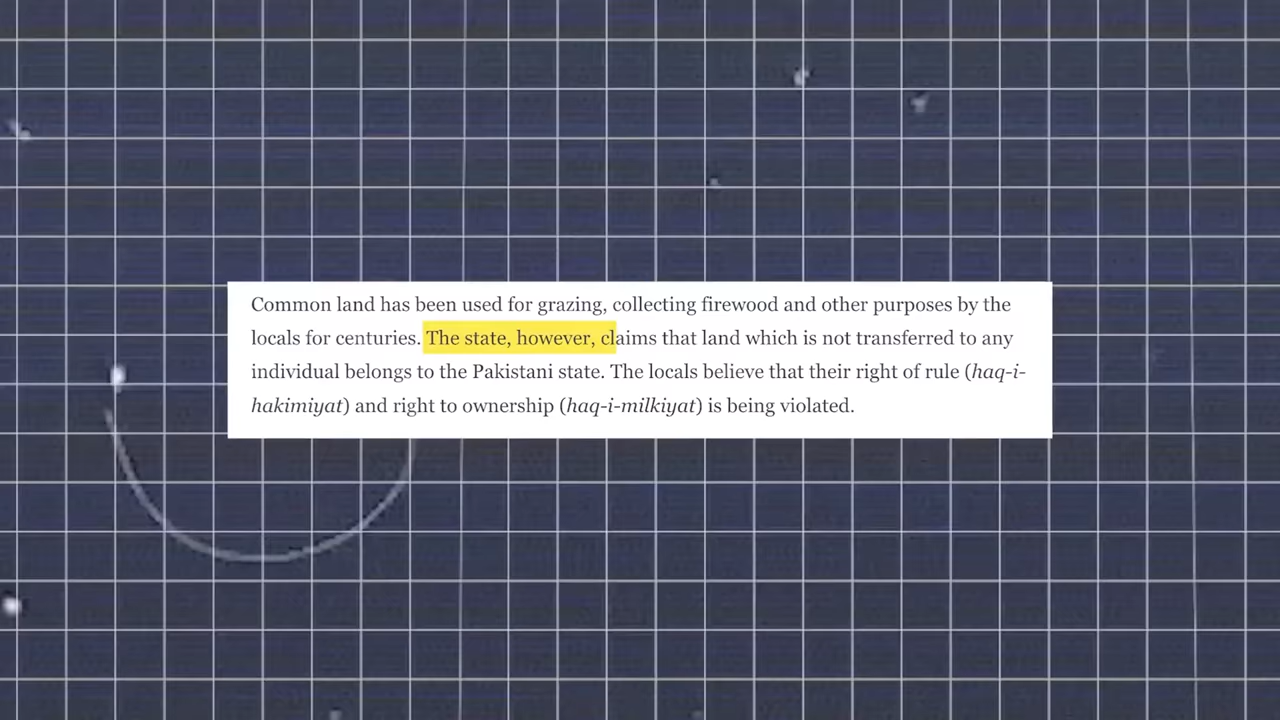 Common land has been used for grazing, collecting firewood and other purposes by the
locals for centuries. The state, however, claims that land which is not transferred to any
individual belongs to the Pakistani state. The locals believe that their right of rule (haq-i-
hakimiyat) and right to ownership (haq-i-milkiyat) is being violated.